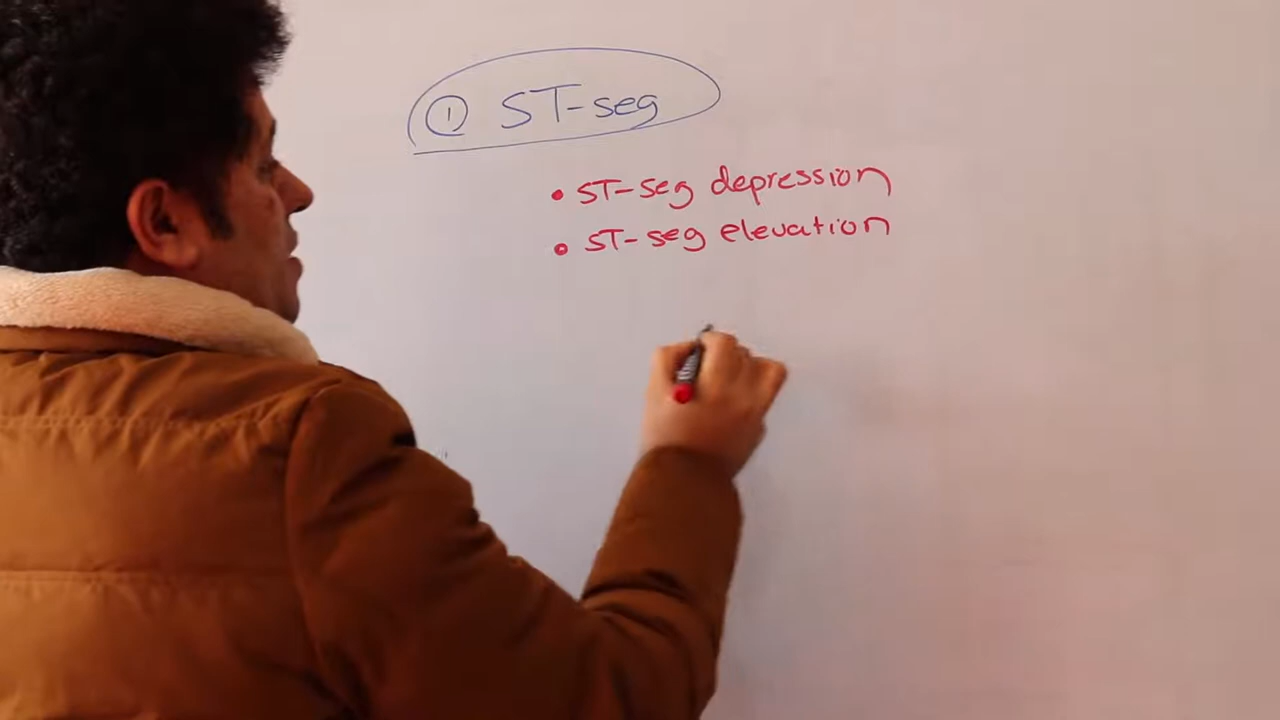 ① ST-seg
• ST-seg depression
• ST-seg elevation